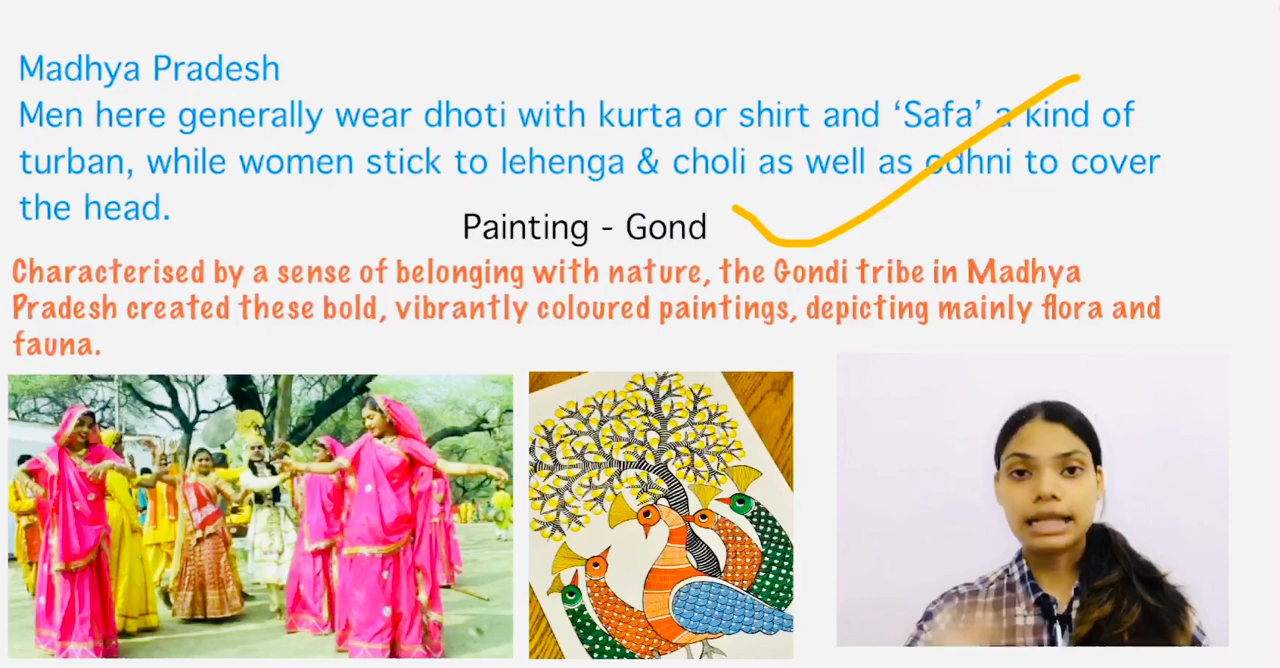 Madhya Pradesh
Men here generally wear dhoti with kurta or shirt and ‘Safa’ a kind of
turban, while women stick to lehenga & choli as well as odhni to cover
the head.
Painting - Gond
Characterised by a sense of belonging with nature, the Gondi tribe in Madhya
Pradesh created these bold, vibrantly coloured paintings, depicting mainly flora and
fauna.